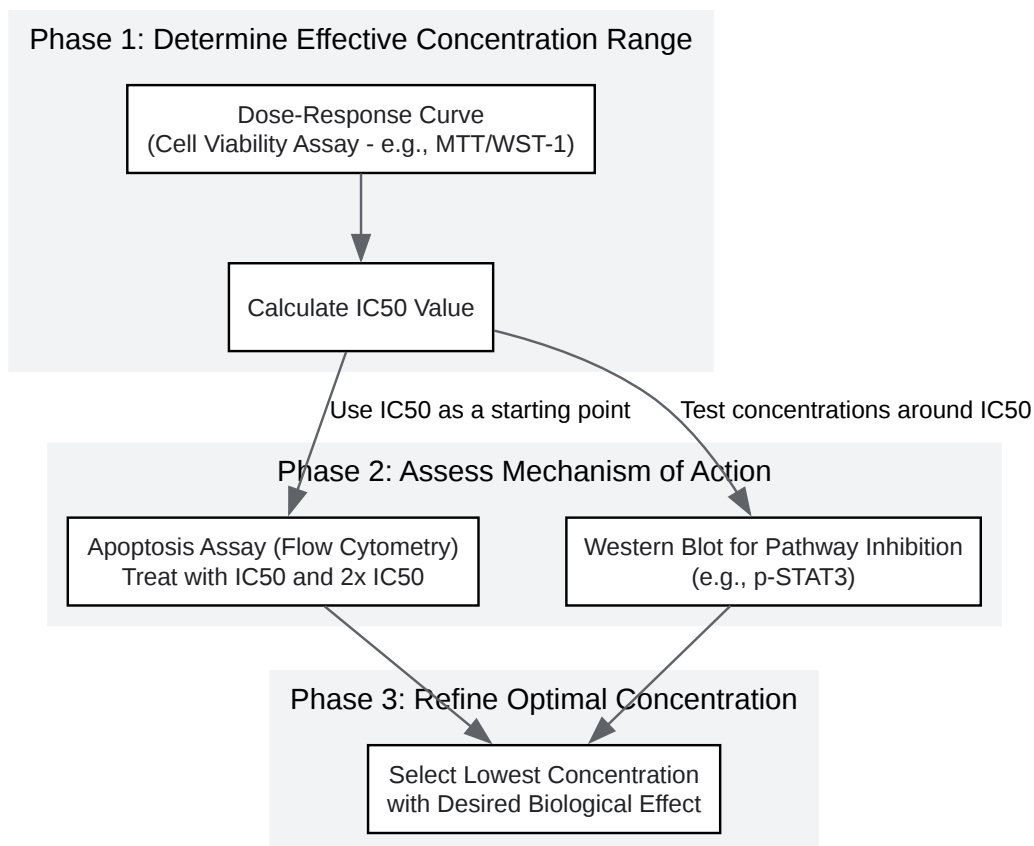 Phase 1: Determine Effective Concentration Range
Dose-Response Curve
(Cell Viability Assay - e.g., MTT/WST-1)
Calculate IC50 Value
Use IC50 as a starting point
Test concentrations around IC50
Phase 2: Assess Mechanism of Action
Apoptosis Assay (Flow Cytometry)
Treat with IC50 and 2x IC50
Western Blot for Pathway Inhibition
(e.g., p-STAT3)
Phase 3: Refine Optimal Concentration
Select Lowest Concentration
with Desired Biological Effect